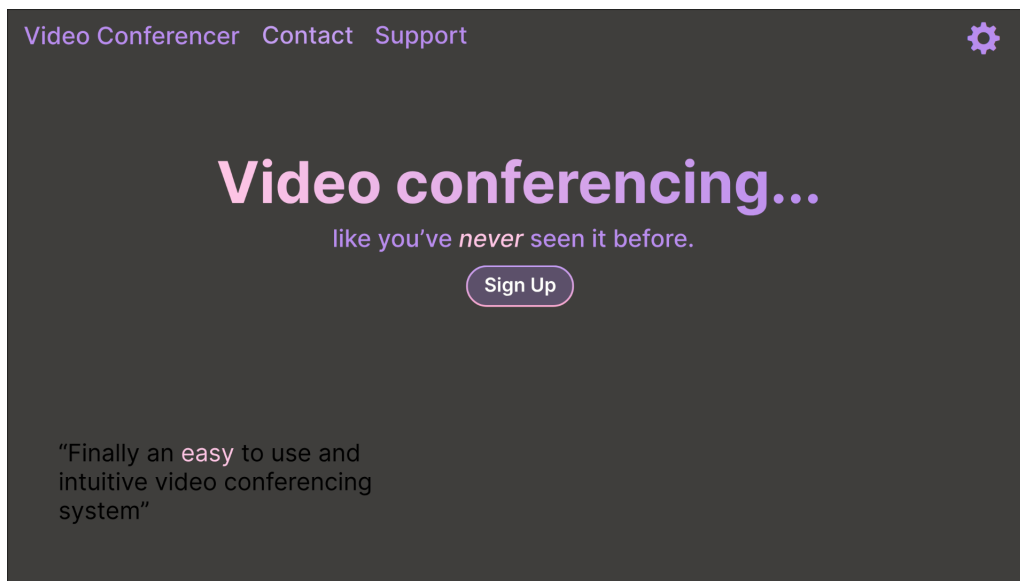 Video Conferencer Contact Support
Video conferencing...
like you’ve never seen it before.
Sign Up
“Finally an easy to use and
intuitive video conferencing
system”